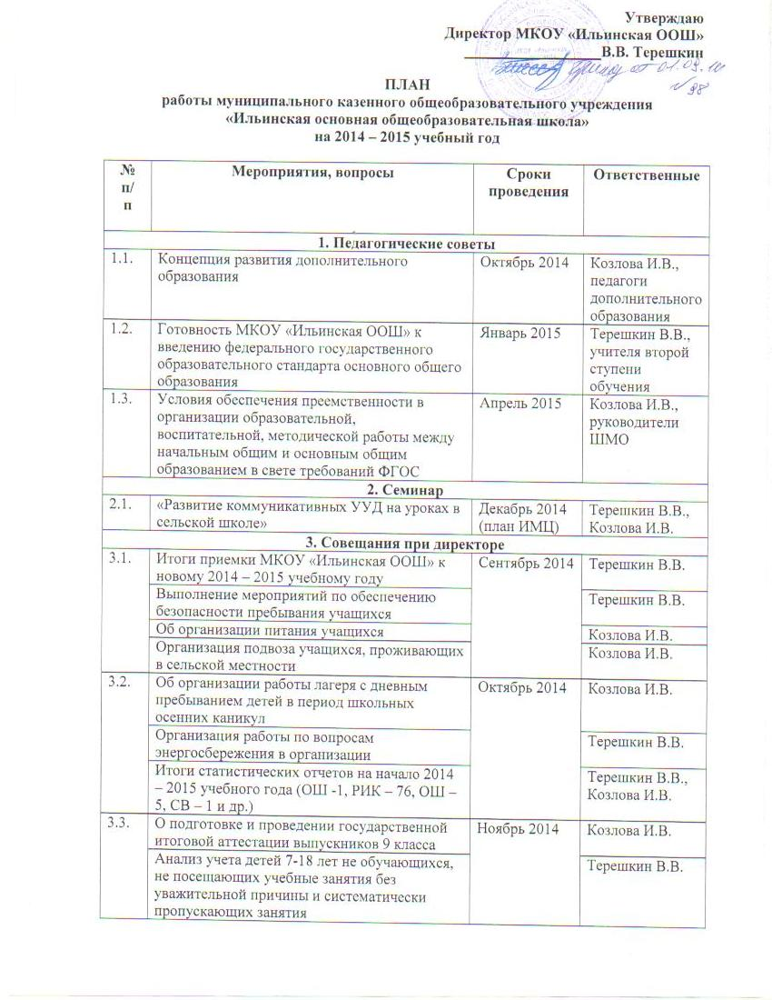 Утверждаю
Директор МКОУ «Ильинская ООШ»
В.В. Терешкин
от 01.09.14
№98
ПЛАН
работы муниципального казенного общеобразовательного учреждения
«Ильинская основная общеобразовательная школа»
на 2014 – 2015 учебный год
№
п/
п
Мероприятия, вопросы
Сроки
проведения
Ответственные
1. Педагогические советы
1.1.
Концепция развития дополнительного
образования
Октябрь 2014
Козлова И.В.,
педагоги
дополнительного
образования
1.2.
Готовность МКОУ «Ильинская ООШ» к
введению федерального государственного
образовательного стандарта основного общего
образования
Январь 2015
Терешкин В.В.,
учителя второй
ступени
обучения
1.3.
Условия обеспечения преемственности в
организации образовательной,
воспитательной, методической работы между
начальным общим и основным общим
образованием в свете требований ФГОС
Апрель 2015
Козлова И.В.,
руководители
ШМО
2. Семинар
2.1.
«Развитие коммуникативных УУД на уроках в
сельской школе»
Декабрь 2014
(план ИМЦ)
Терешкин В.В.,
Козлова И.В.
3. Совещания при директоре
3.1.
Итоги приемки МКОУ «Ильинская ООШ» к
новому 2014 – 2015 учебному году
Сентябрь 2014
Терешкин В.В.
Выполнение мероприятий по обеспечению
безопасности пребывания учащихся
Терешкин В.В.
Об организации питания учащихся
Козлова И.В.
Организация подвоза учащихся, проживающих
в сельской местности
Козлова И.В.
3.2.
Об организации работы лагеря с дневным
пребыванием детей в период школьных
осенних каникул
Октябрь 2014
Козлова И.В.
Организация работы по вопросам
энергосбережения в организации
Терешкин В.В.
Итоги статистических отчетов на начало 2014
– 2015 учебного года (ОШ -1, РИК – 76, ОШ –
5, СВ – 1 и др.)
Терешкин В.В.,
Козлова И.В.
3.3.
О подготовке и проведении государственной
итоговой аттестации выпускников 9 класса
Ноябрь 2014
Козлова И.В.
Анализ учета детей 7-18 лет не обучающихся,
не посещающих учебные занятия без
уважительной причины и систематически
пропускающих занятия
Терешкин В.В.